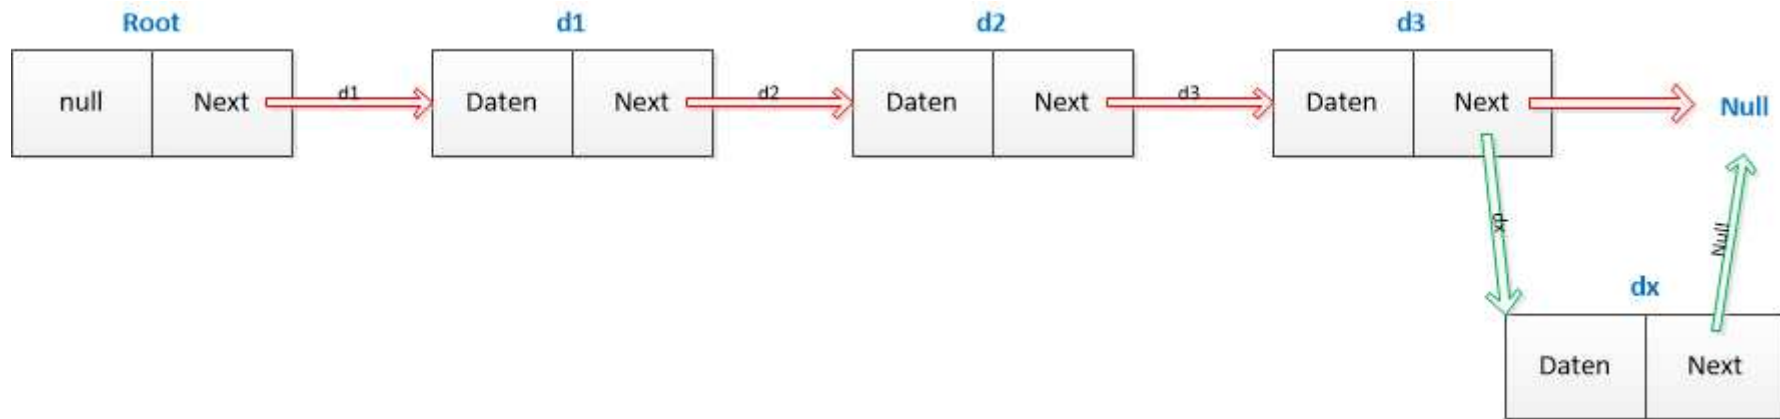 Root d1 d2 d3
null Next d1 Daten Next d2 Daten Next d3 Daten Next Null
dx Null
dx
Daten Next